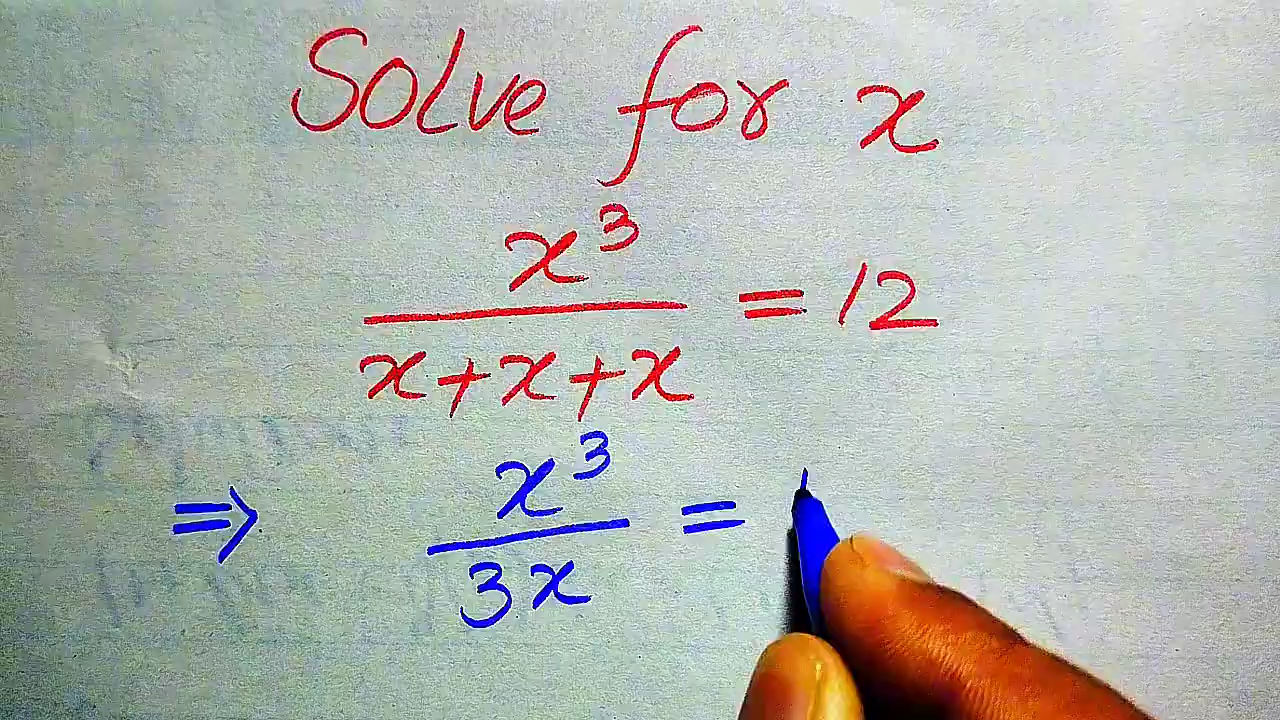 Solve for x
x³/(x+x+x) = 12
⇒ x³/3x =